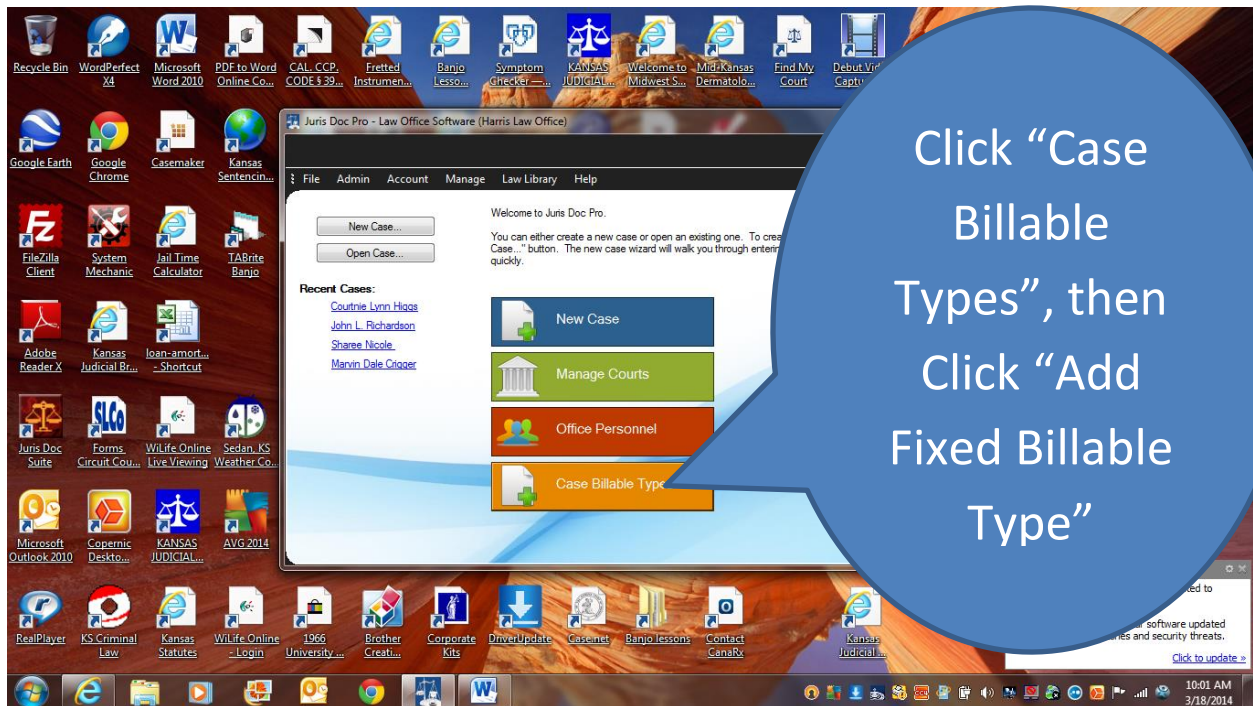 Recycle Bin
WordPerfect
X4
Microsoft
Word 2010
PDF to Word
Online Co...
CAL. CCP.
CODE § 39...
Fretted
Instrumen...
Banjo
Lesso...
Symptom
Checker —...
KANSAS
JUDICIAL...
Welcome to
Midwest S...
Mid-Kansas
Dermatolo...
Find My
Court
Debut Vid
Captu
Google Earth
Google
Chrome
Casemaker
Kansas
Sentencin...
Juris Doc Pro - Law Office Software (Harris Law Office)
File Admin Account Manage Law Library Help
New Case...
Open Case...
Recent Cases:
Courtnie Lynn Higgs
John L. Richardson
Sharee Nicole
Marvin Dale Crigger
Welcome to Juris Doc Pro.
You can either create a new case or open an existing one. To crea
Case..." button. The new case wizard will walk you through enterin
quickly.
New Case
Manage Courts
Office Personnel
Case Billable Type
Click “Case
Billable
Types”, then
Click “Add
Fixed Billable
Type”
FileZilla
Client
System
Mechanic
Jail Time
Calculator
TABrite
Banjo
Adobe
Reader X
Kansas
Judicial Br...
loan-amort...
- Shortcut
Juris Doc
Suite
SLCo
Forms
Circuit Cou...
WiLife Online
Live Viewing
Sedan, KS
Weather Co...
Microsoft
Outlook 2010
Copernic
Deskto...
KANSAS
JUDICIAL...
AVG 2014
RealPlayer
KS Criminal
Law
Kansas
Statutes
WiLife Online
- Login
1966
University ...
Brother
Creati...
Corporate
Kits
DriverUpdate
Case.net
Banjo lessons
Contact
CanaRx
Kansas
Judicial ...
ted to
software updated
and security threats.
Click to update »
10:01 AM
3/18/2014